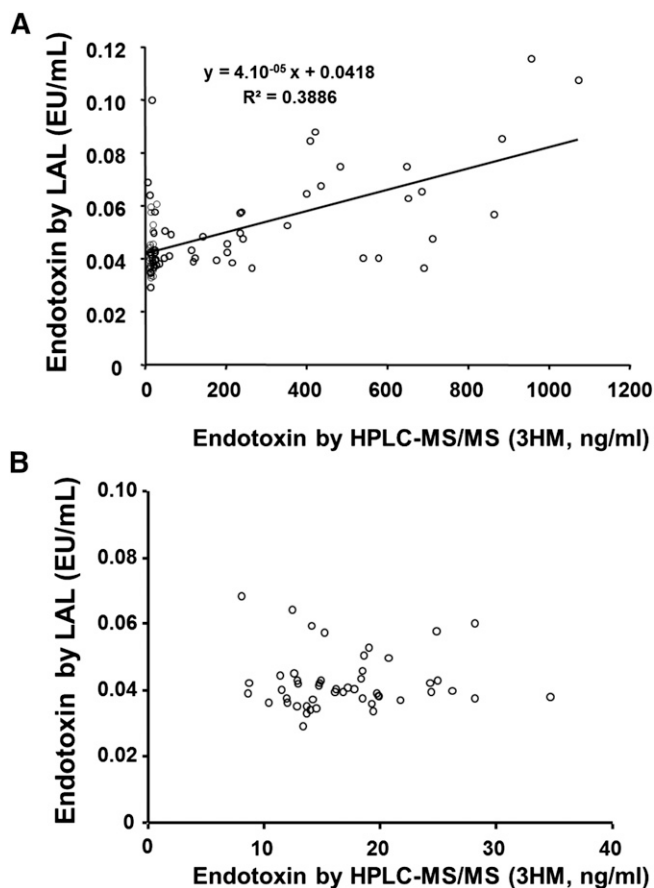 A
Endotoxin by LAL (EU/mL)
0.12
0.10
0.08
0.06
0.04
0.02
0
y = 4.10⁻⁰⁵ x + 0.0418
R² = 0.3886
0 200 400 600 800 1000 1200
Endotoxin by HPLC-MS/MS (3HM, ng/ml)
B
Endotoxin by LAL (EU/mL)
0.10
0.08
0.06
0.04
0.02
0
0 10 20 30 40
Endotoxin by HPLC-MS/MS (3HM, ng/ml)